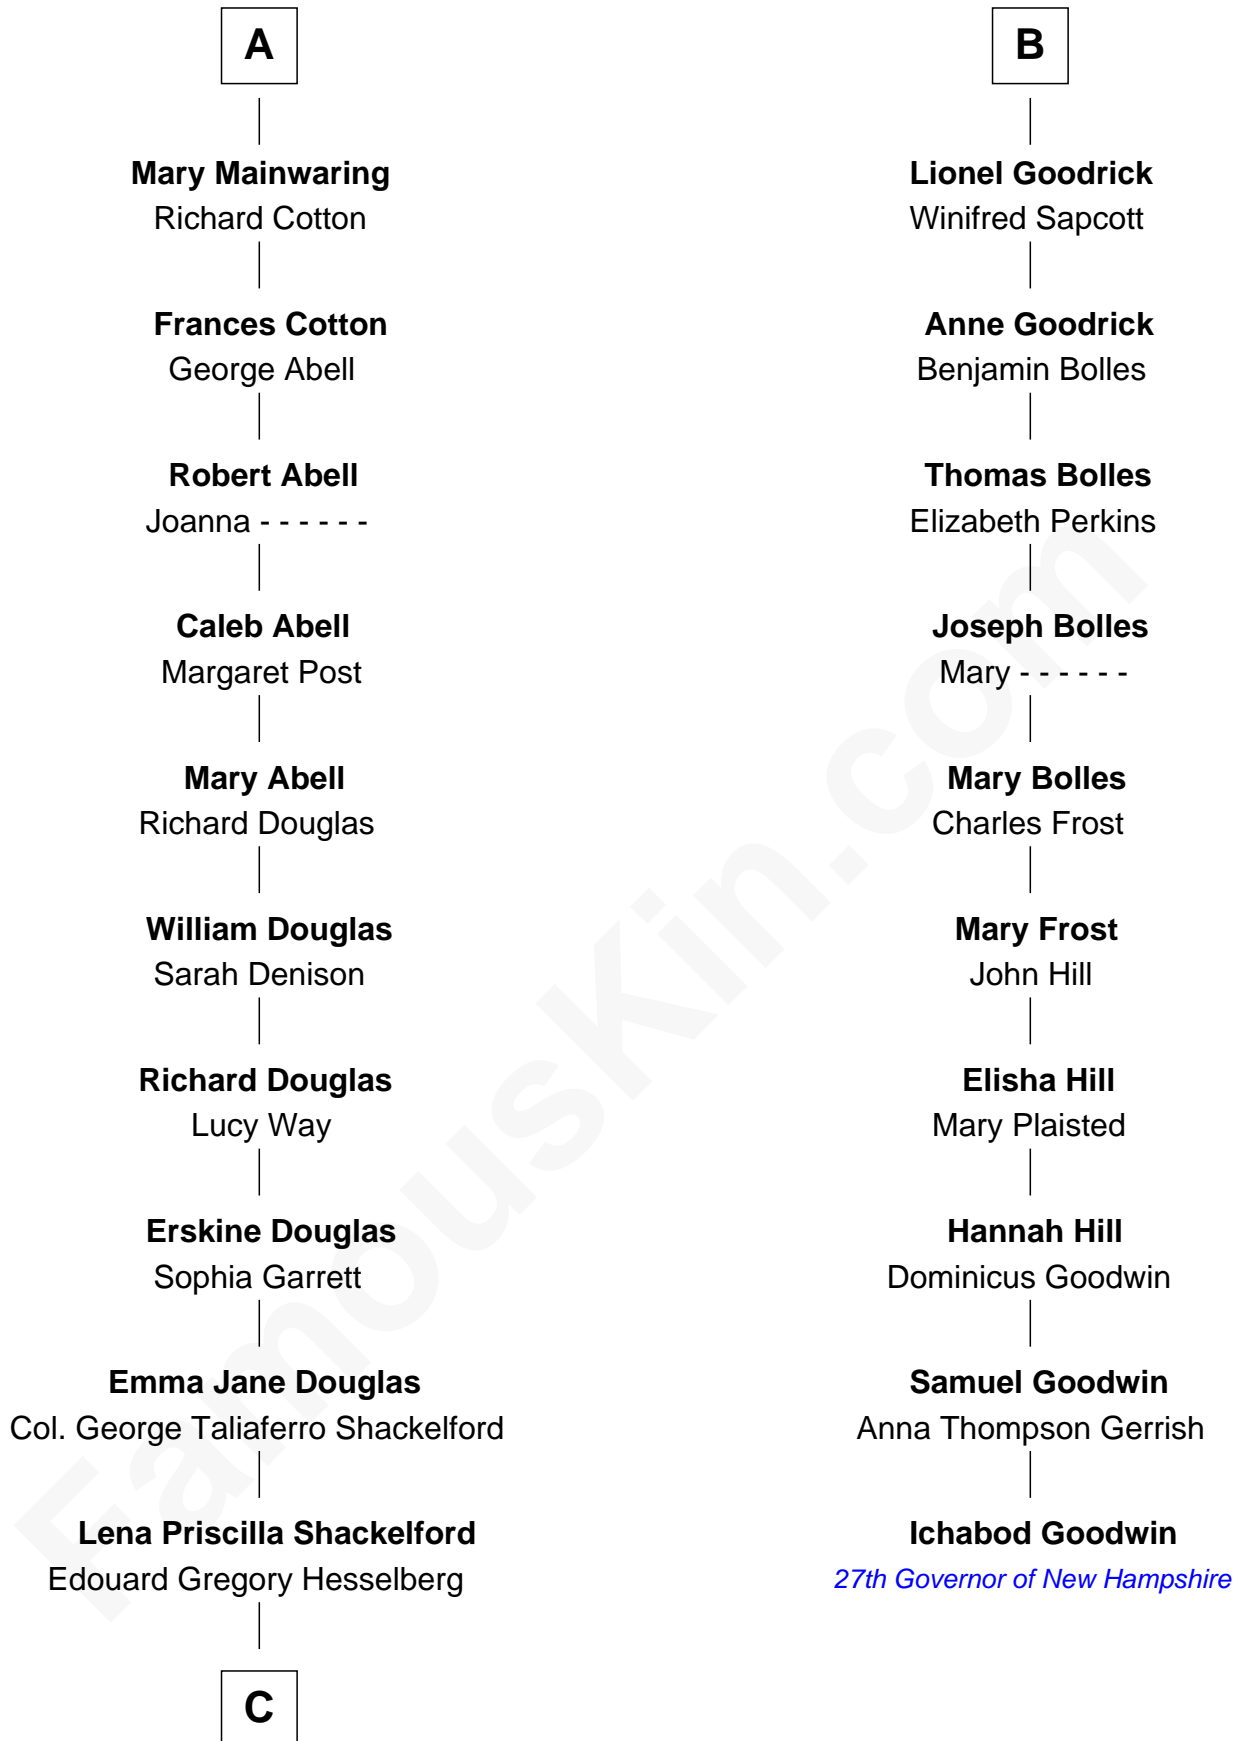 A
Mary Mainwaring
Richard Cotton
Frances Cotton
George Abell
Robert Abell
Joanna - - - - - -
Caleb Abell
Margaret Post
Mary Abell
Richard Douglas
William Douglas
Sarah Denison
Richard Douglas
Lucy Way
Erskine Douglas
Sophia Garrett
Emma Jane Douglas
Col. George Taliaferro Shackelford
Lena Priscilla Shackelford
Edouard Gregory Hesselberg
C
B
Lionel Goodrick
Winifred Sapcott
Anne Goodrick
Benjamin Bolles
Thomas Bolles
Elizabeth Perkins
Joseph Bolles
Mary - - - - - -
Mary Bolles
Charles Frost
Mary Frost
John Hill
Elisha Hill
Mary Plaisted
Hannah Hill
Dominicus Goodwin
Samuel Goodwin
Anna Thompson Gerrish
Ichabod Goodwin
27th Governor of New Hampshire
FamousKin.com